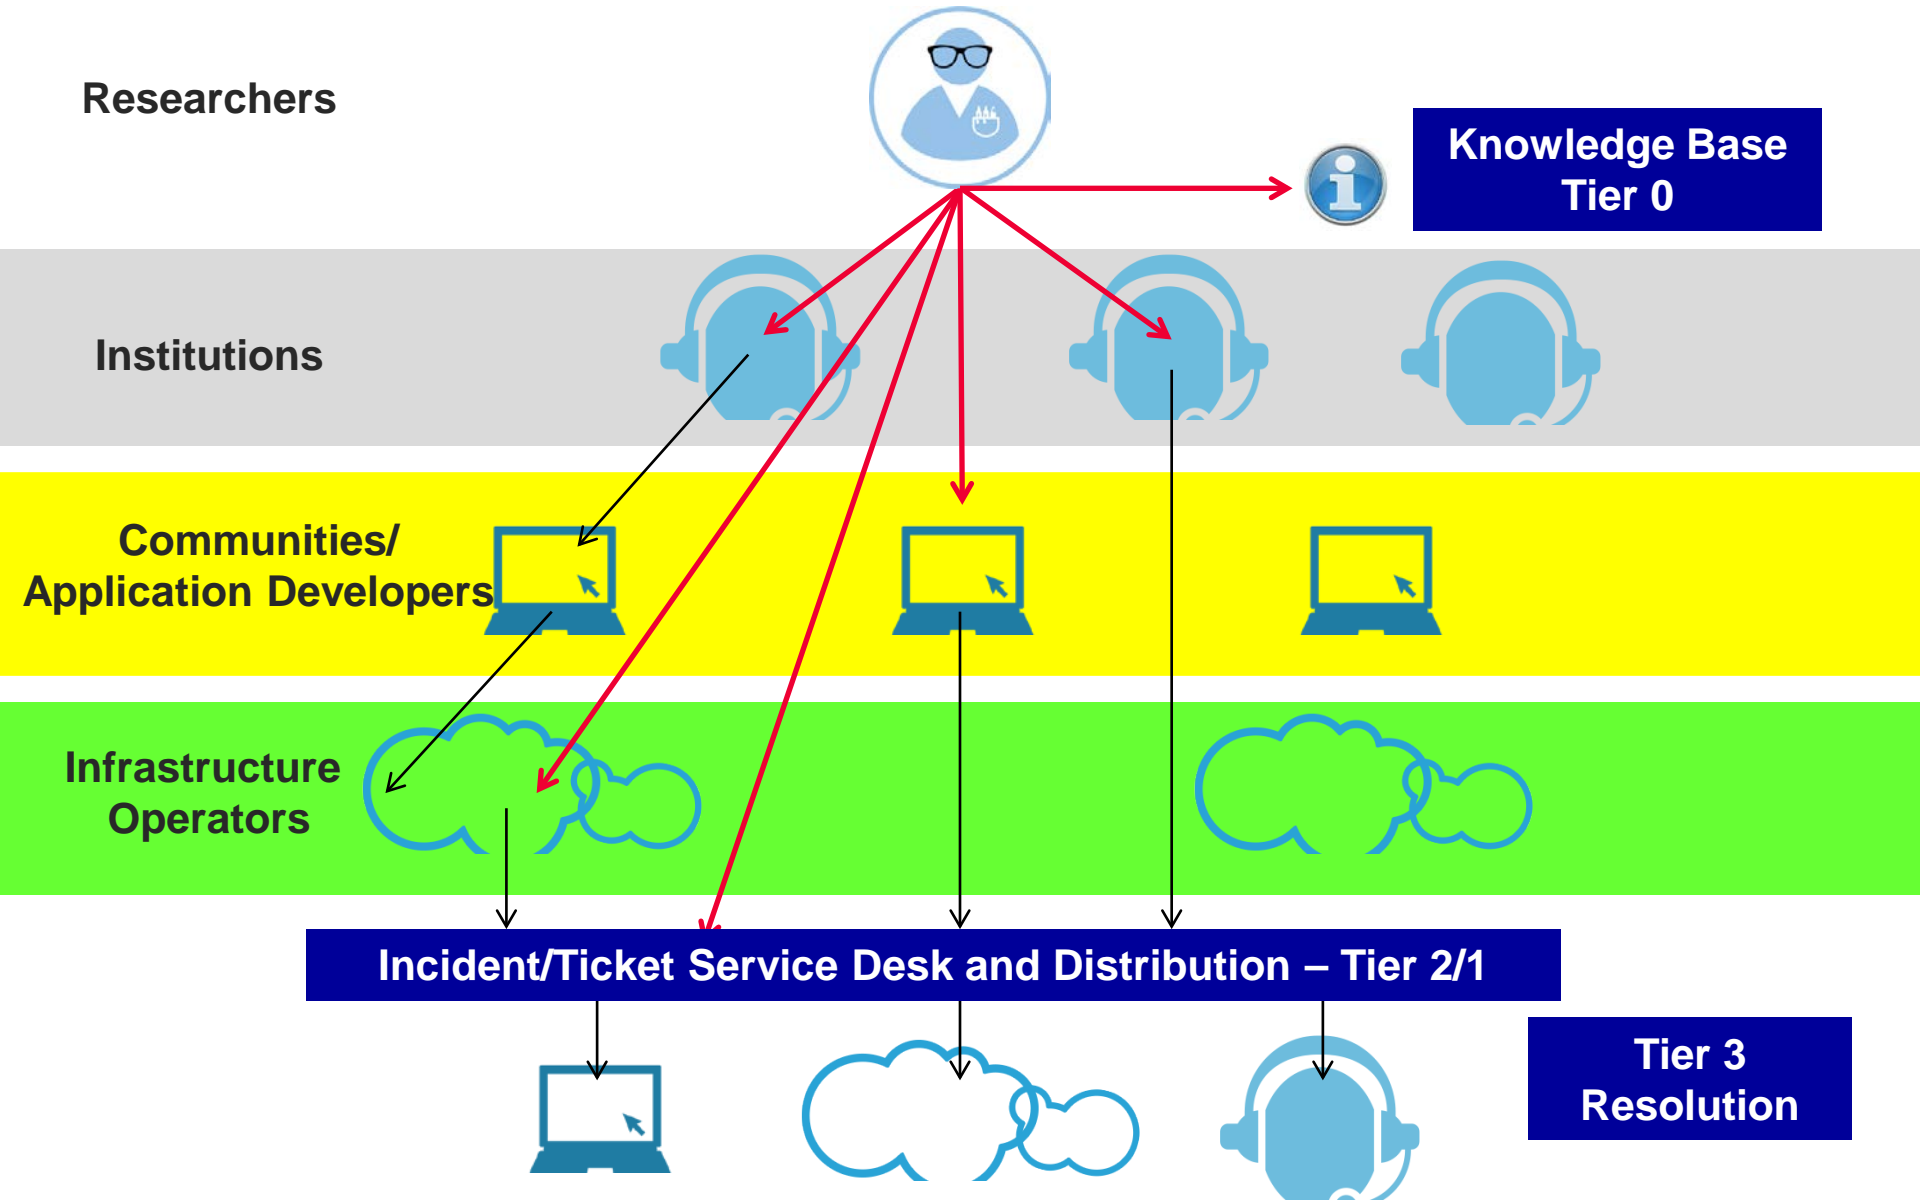 Researchers
Knowledge Base
Tier 0
Institutions
Communities/
Application Developers
Infrastructure
Operators
Incident/Ticket Service Desk and Distribution – Tier 2/1
Tier 3
Resolution